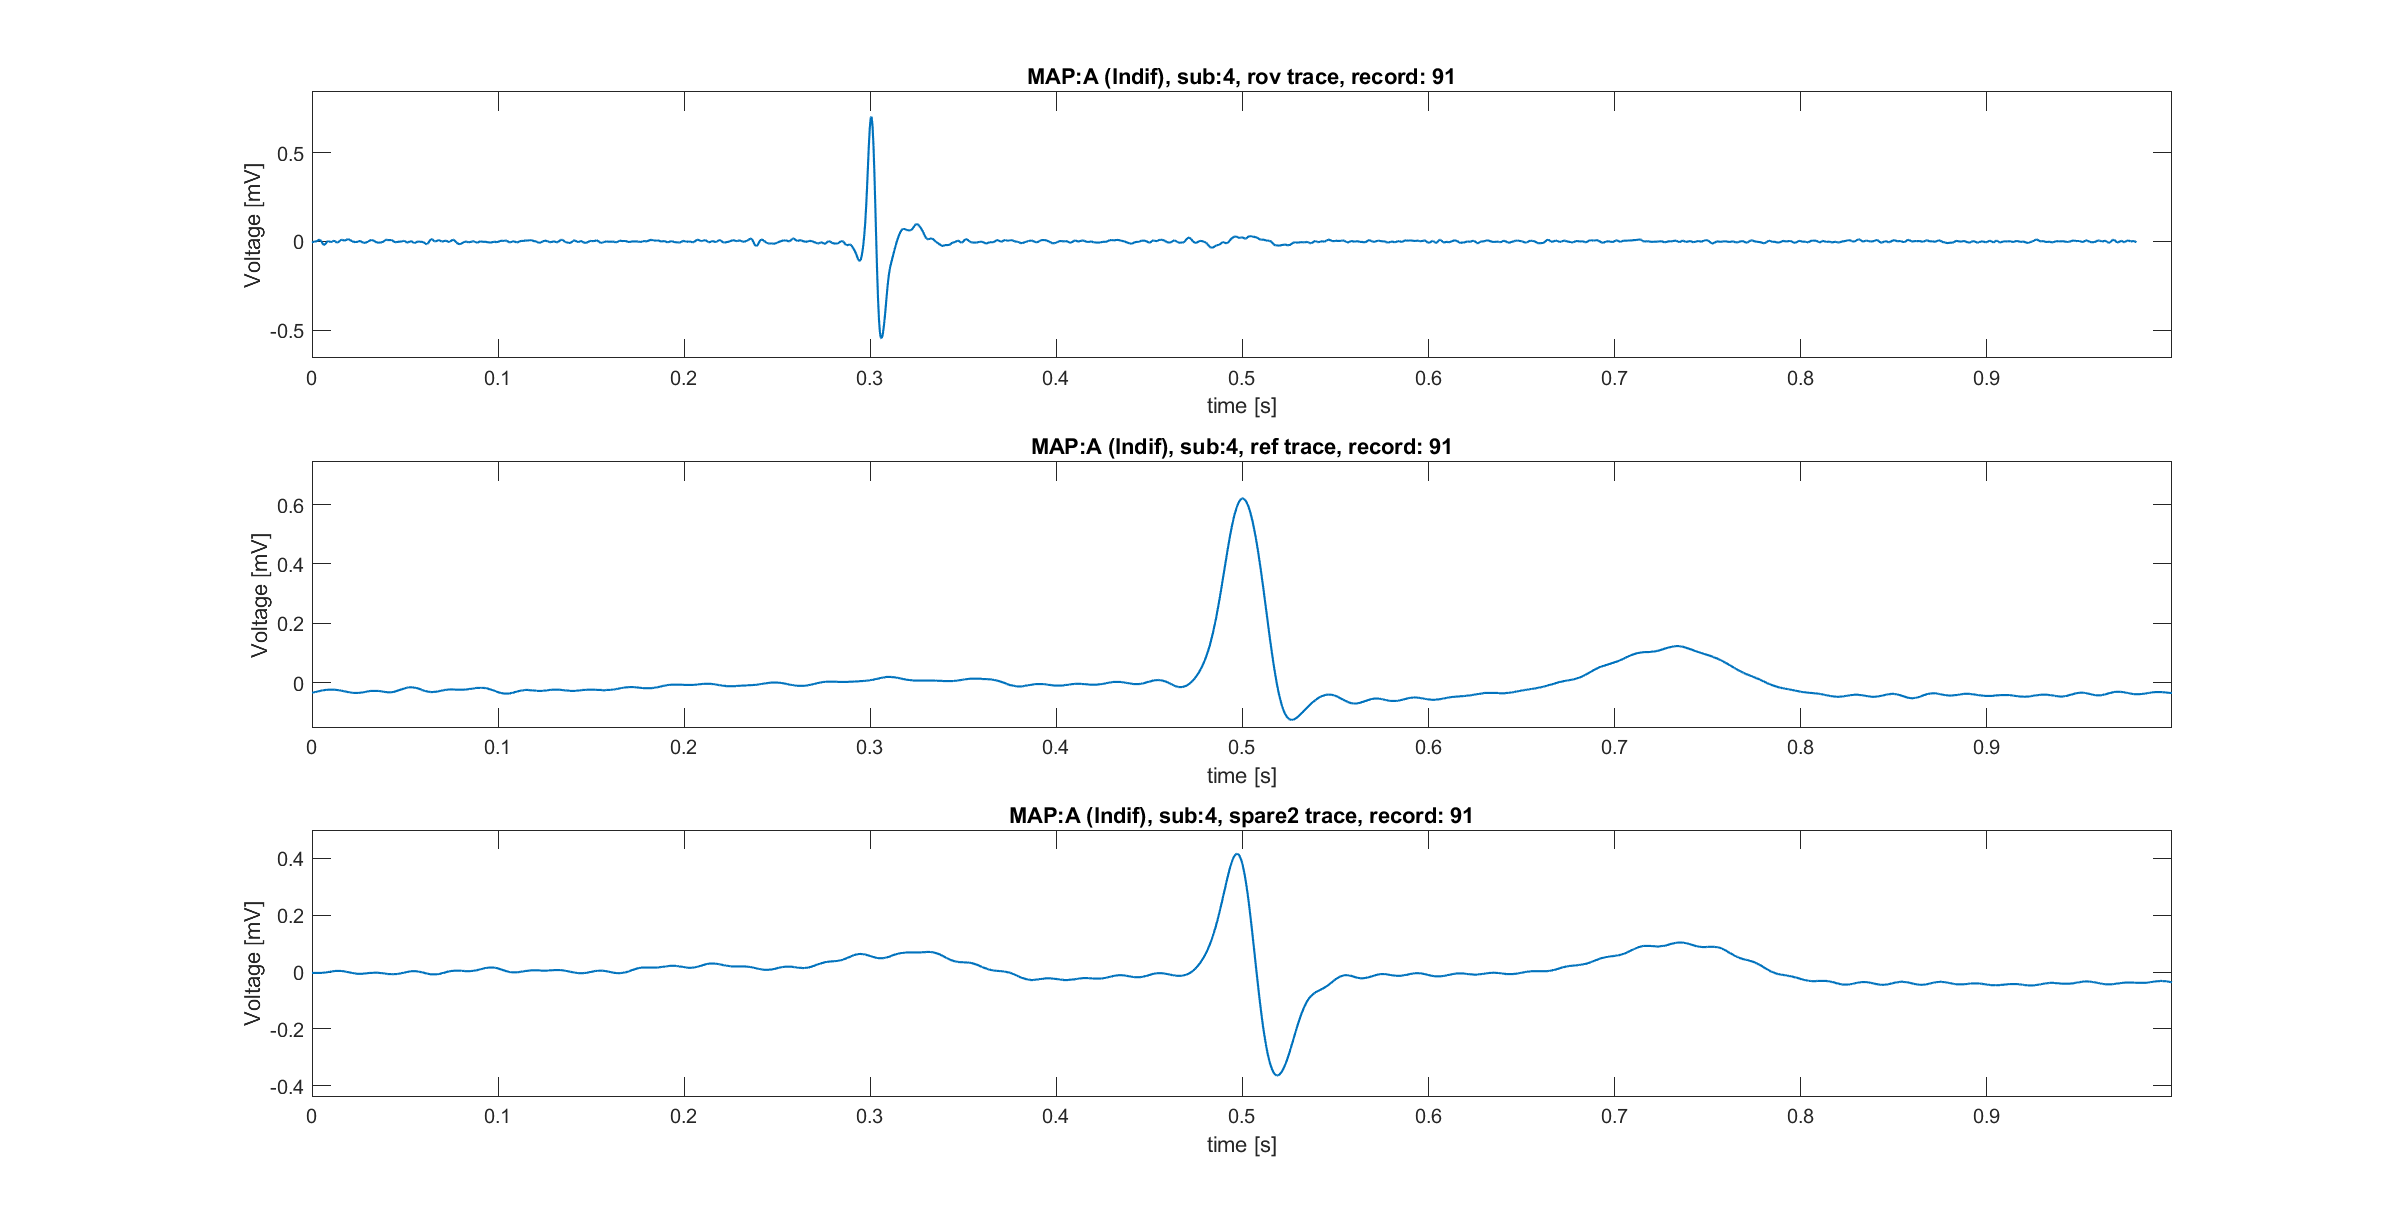 MAP:A (Indif), sub:4, rov trace, record: 91
Voltage [mV]
0.5
0
-0.5
0 0.1 0.2 0.3 0.4 0.5 0.6 0.7 0.8 0.9
time [s]
MAP:A (Indif), sub:4, ref trace, record: 91
Voltage [mV]
0.6
0.4
0.2
0
0 0.1 0.2 0.3 0.4 0.5 0.6 0.7 0.8 0.9
time [s]
MAP:A (Indif), sub:4, spare2 trace, record: 91
Voltage [mV]
0.4
0.2
0
-0.2
-0.4
0 0.1 0.2 0.3 0.4 0.5 0.6 0.7 0.8 0.9
time [s]